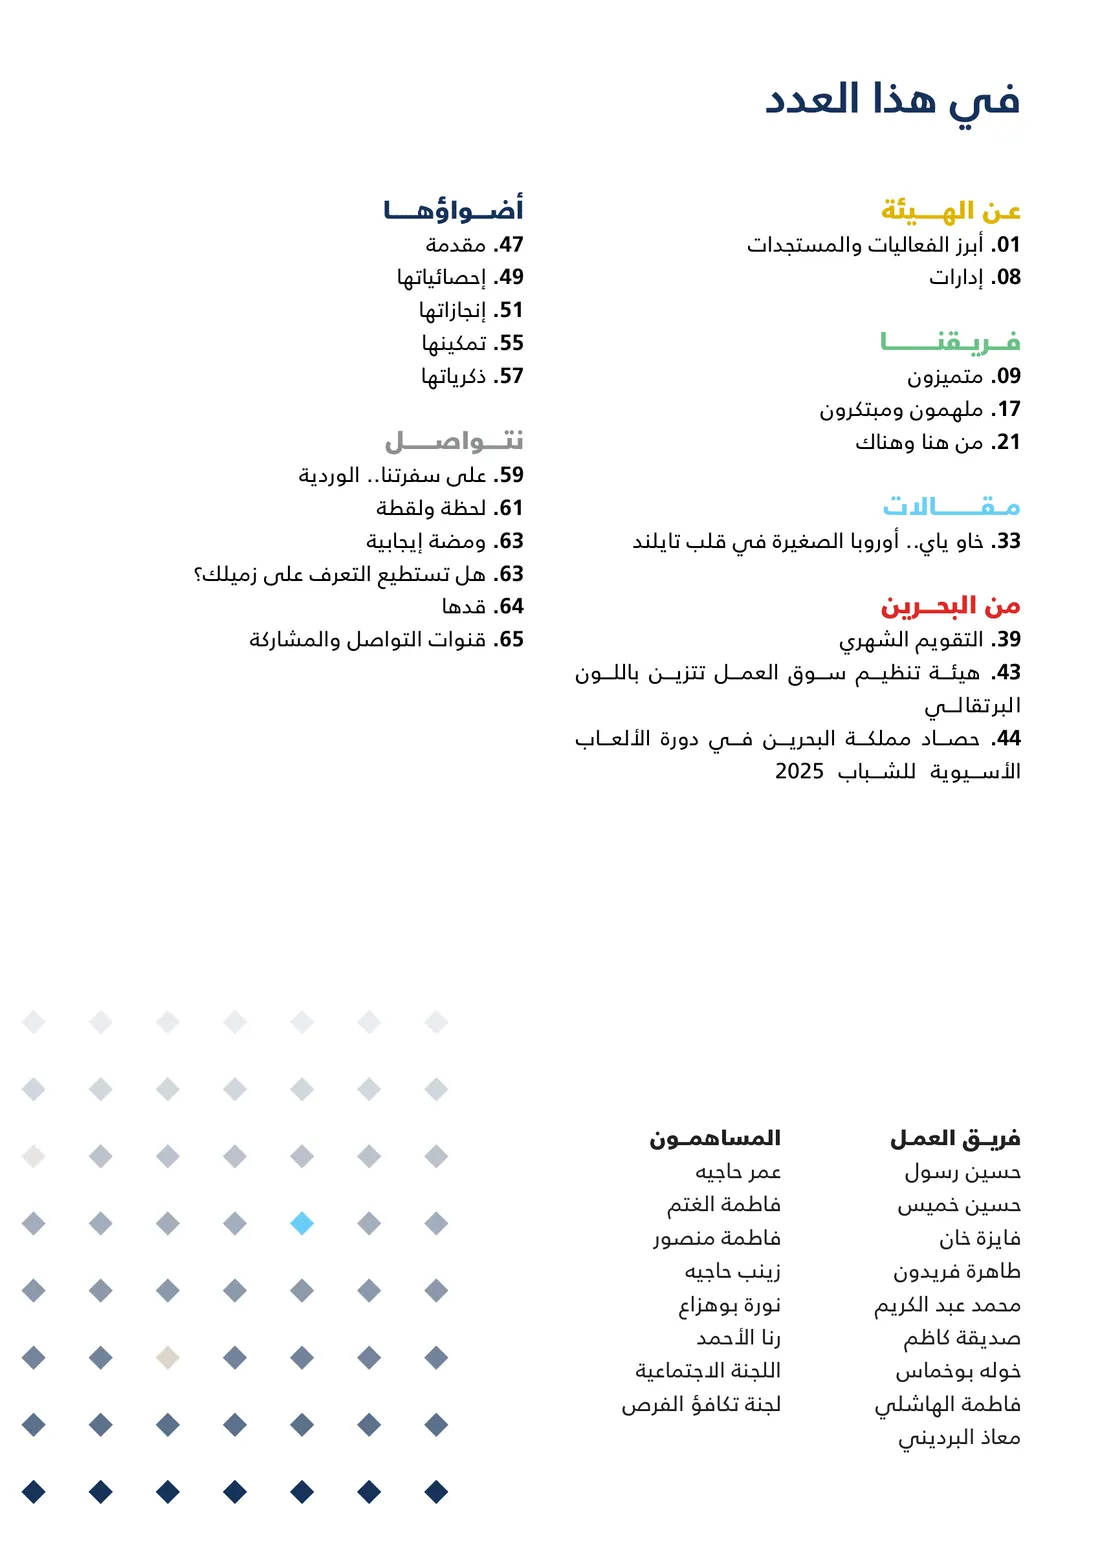 في هذا العدد
عن الهيئة
01. أبرز الفعاليات والمستجدات
08. إدارات
فريقنا
09. متميزون
17. ملهمون ومبتكرون
21. من هنا وهناك
مقالات
33. خاو ياي.. أوروبا الصغيرة في قلب تايلند
من البحرين
39. التقويم الشهري
43. هيئة تنظيم سوق العمل تتزين باللون
البرتقالي
44. حصاد مملكة البحرين في دورة الألعاب
الأسيوية للشباب 2025
أضواؤها
47. مقدمة
49. إحصائياتها
51. إنجازاتها
55. تمكينها
57. ذكرياتها
نتواصل
59. على سفرتنا.. الوردية
61. لحظة ولقطة
63. ومضة إيجابية
63. هل تستطيع التعرف على زميلك؟
64. قدها
65. قنوات التواصل والمشاركة
فريق العمل
حسين رسول
حسين خميس
فايزة خان
طاهرة فريدون
محمد عبد الكريم
صديقة كاظم
خوله بوخماس
فاطمة الهاشلي
معاذ البرديني
المساهمون
عمر حاجيه
فاطمة الغتم
فاطمة منصور
زينب حاجيه
نورة بوهزاع
رنا الأحمد
اللجنة الاجتماعية
لجنة تكافؤ الفرص